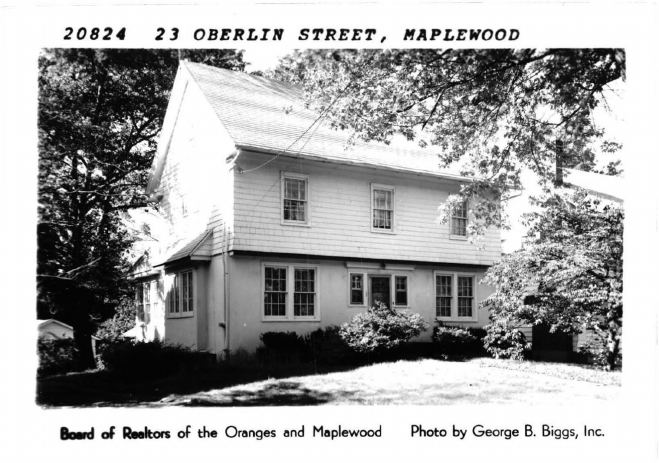 20824 23 OBERLIN STREET, MAPLEWOOD
Board of Realtors of the Oranges and Maplewood Photo by George B. Biggs, Inc.